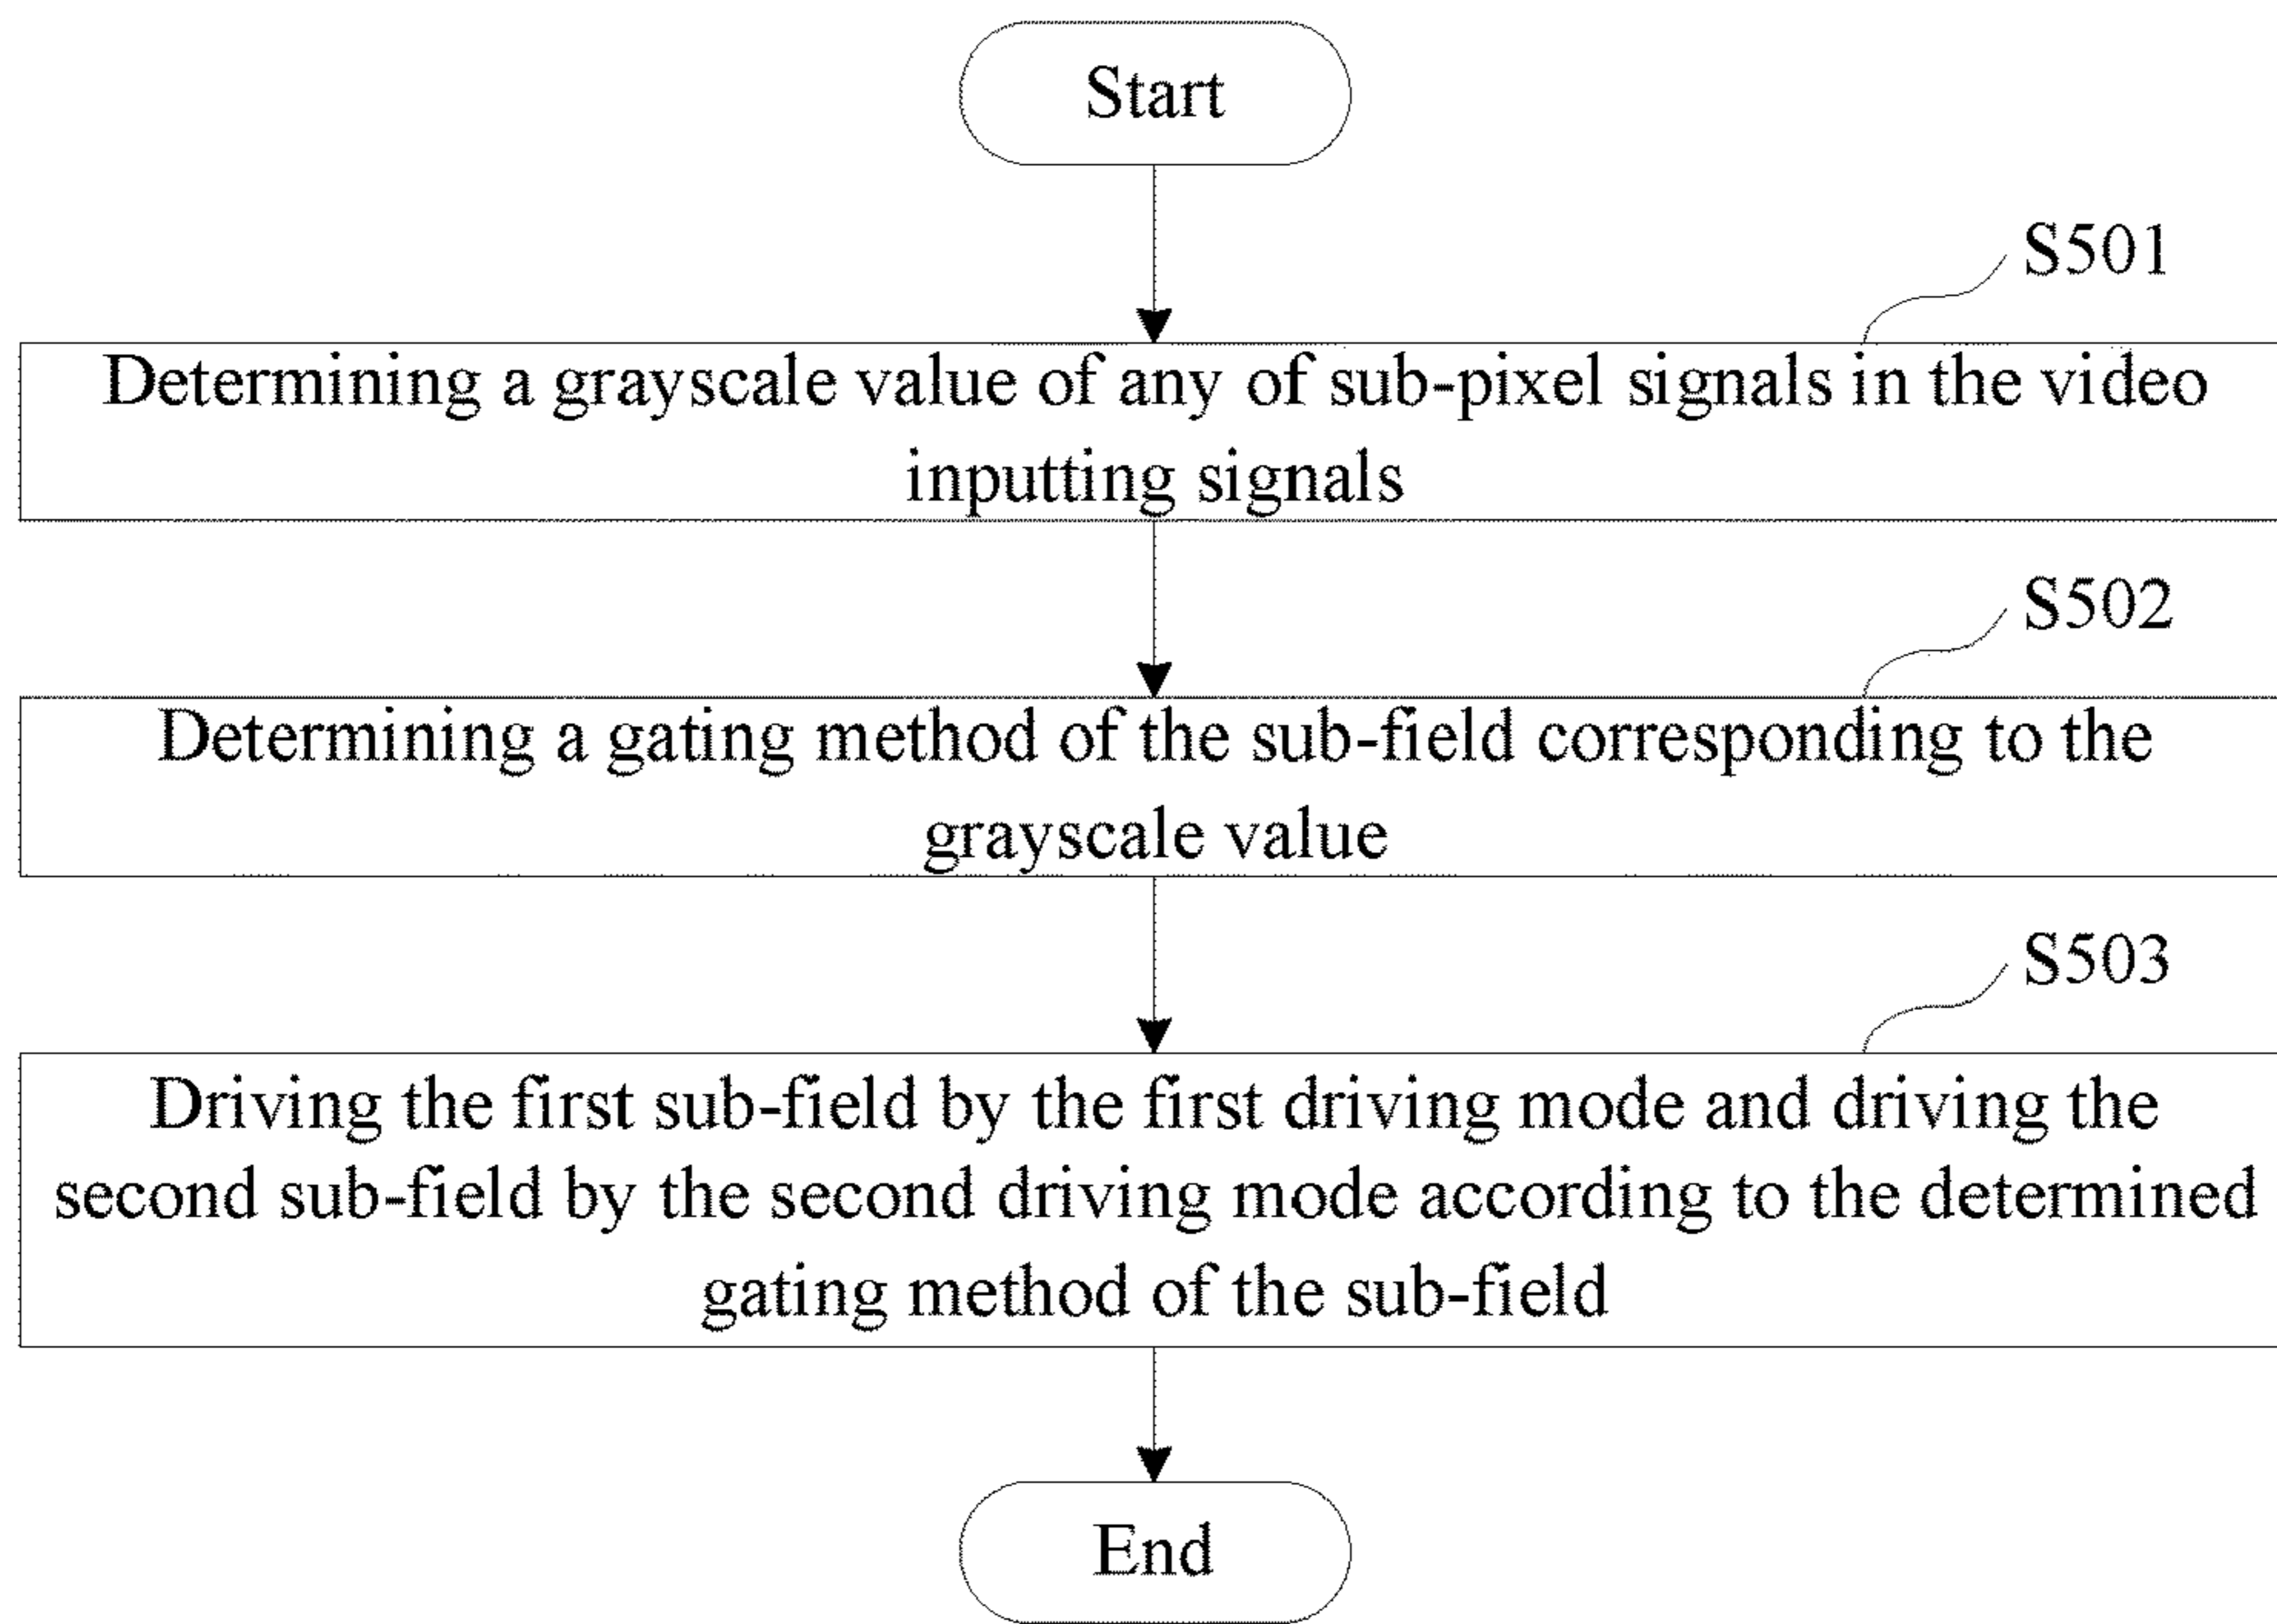 Start
S501
Determining a grayscale value of any of sub-pixel signals in the video
inputting signals
S502
Determining a gating method of the sub-field corresponding to the
grayscale value
S503
Driving the first sub-field by the first driving mode and driving the
second sub-field by the second driving mode according to the determined
gating method of the sub-field
End